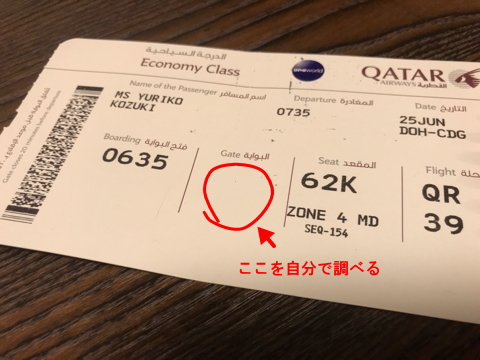 الدرجة السياحية
Economy Class
oneworld
QATAR
AIRWAYS القطرية
Name of the Passenger اسم المسافر
MS YURIKO
KOZUKI
Departure المغادرة
0735
Date التاريخ
25JUN
DOH-CDG
Boarding فتح البوابة
0635
Gate البوابة
Seat المقعد
62K
ZONE 4 MD
SEQ-154
Flight
QR
39
ここを自分で調べる